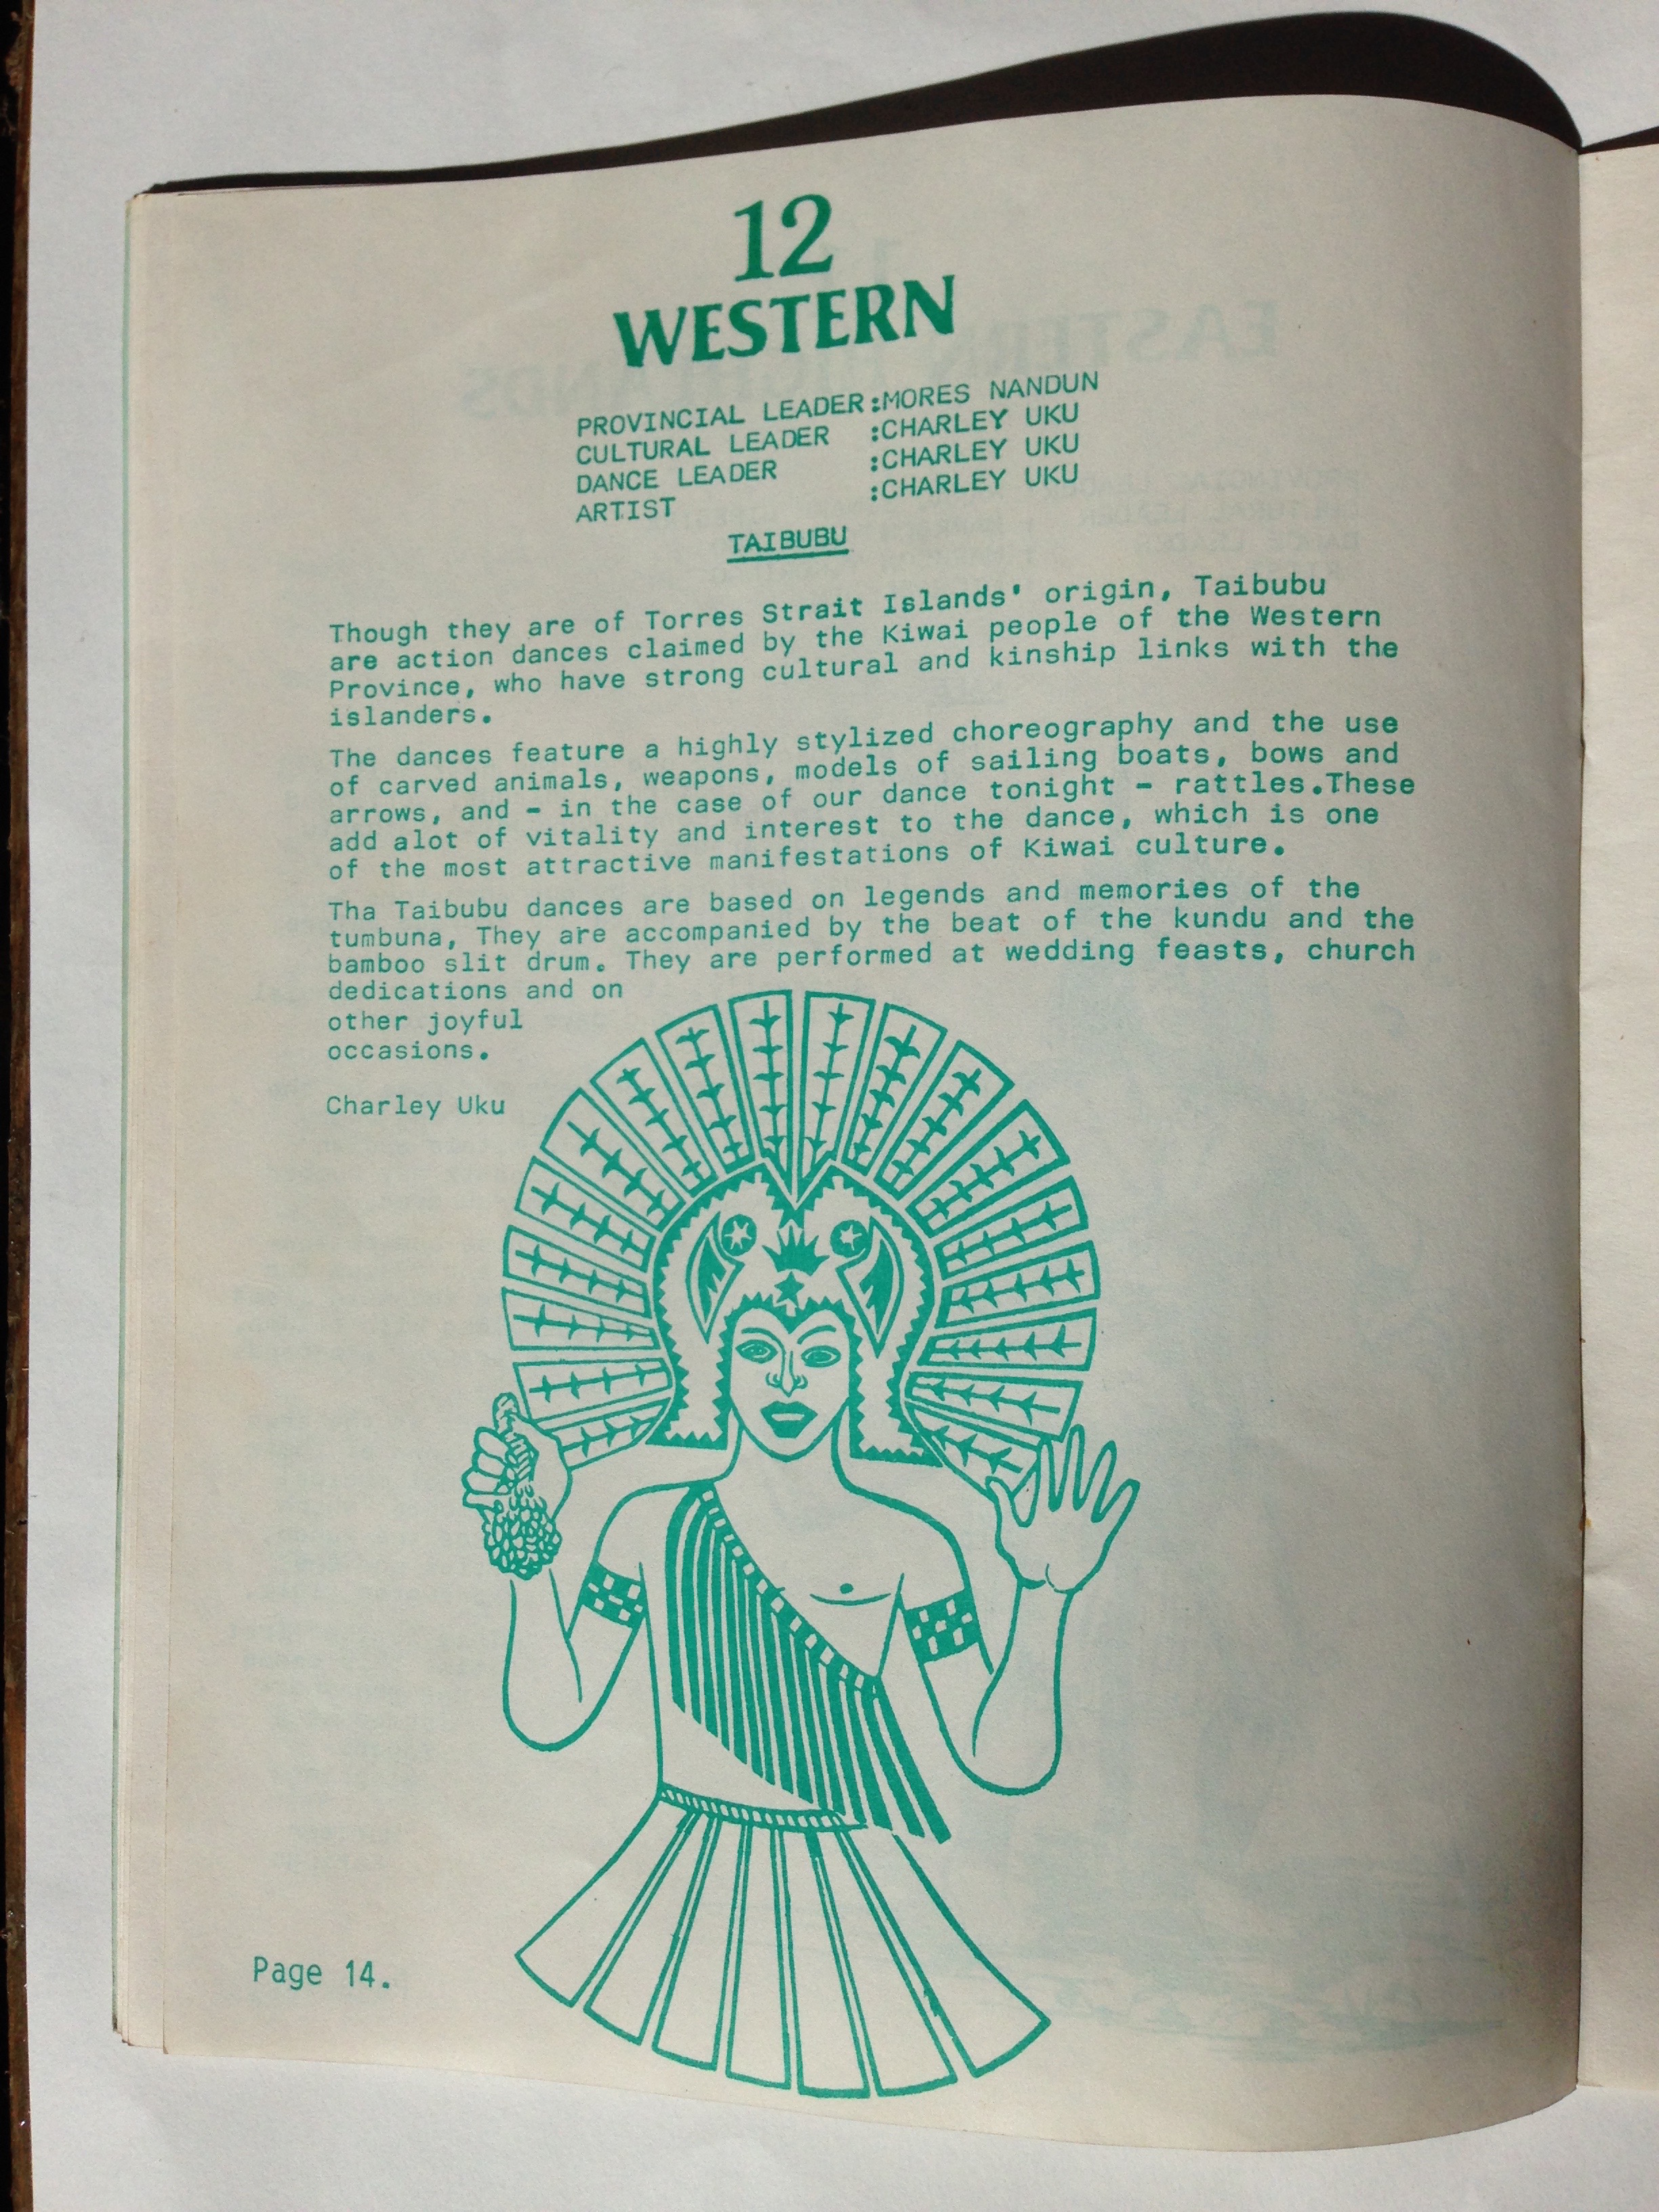 12
WESTERN
PROVINCIAL LEADER:MORES NANDUN
CULTURAL LEADER :CHARLEY UKU
DANCE LEADER :CHARLEY UKU
ARTIST :CHARLEY UKU
TAIBUBU
Though they are of Torres Strait Islands' origin, Taibubu
are action dances claimed by the Kiwai people of the Western
Province, who have strong cultural and kinship links with the
islanders.
The dances feature a highly stylized choreography and the use
of carved animals, weapons, models of sailing boats, bows and
arrows, and - in the case of our dance tonight - rattles.These
add alot of vitality and interest to the dance, which is one
of the most attractive manifestations of Kiwai culture.
Tha Taibubu dances are based on legends and memories of the
tumbuna, They are accompanied by the beat of the kundu and the
bamboo slit drum. They are performed at wedding feasts, church
dedications and on
other joyful
occasions.
Charley Uku
Page 14.